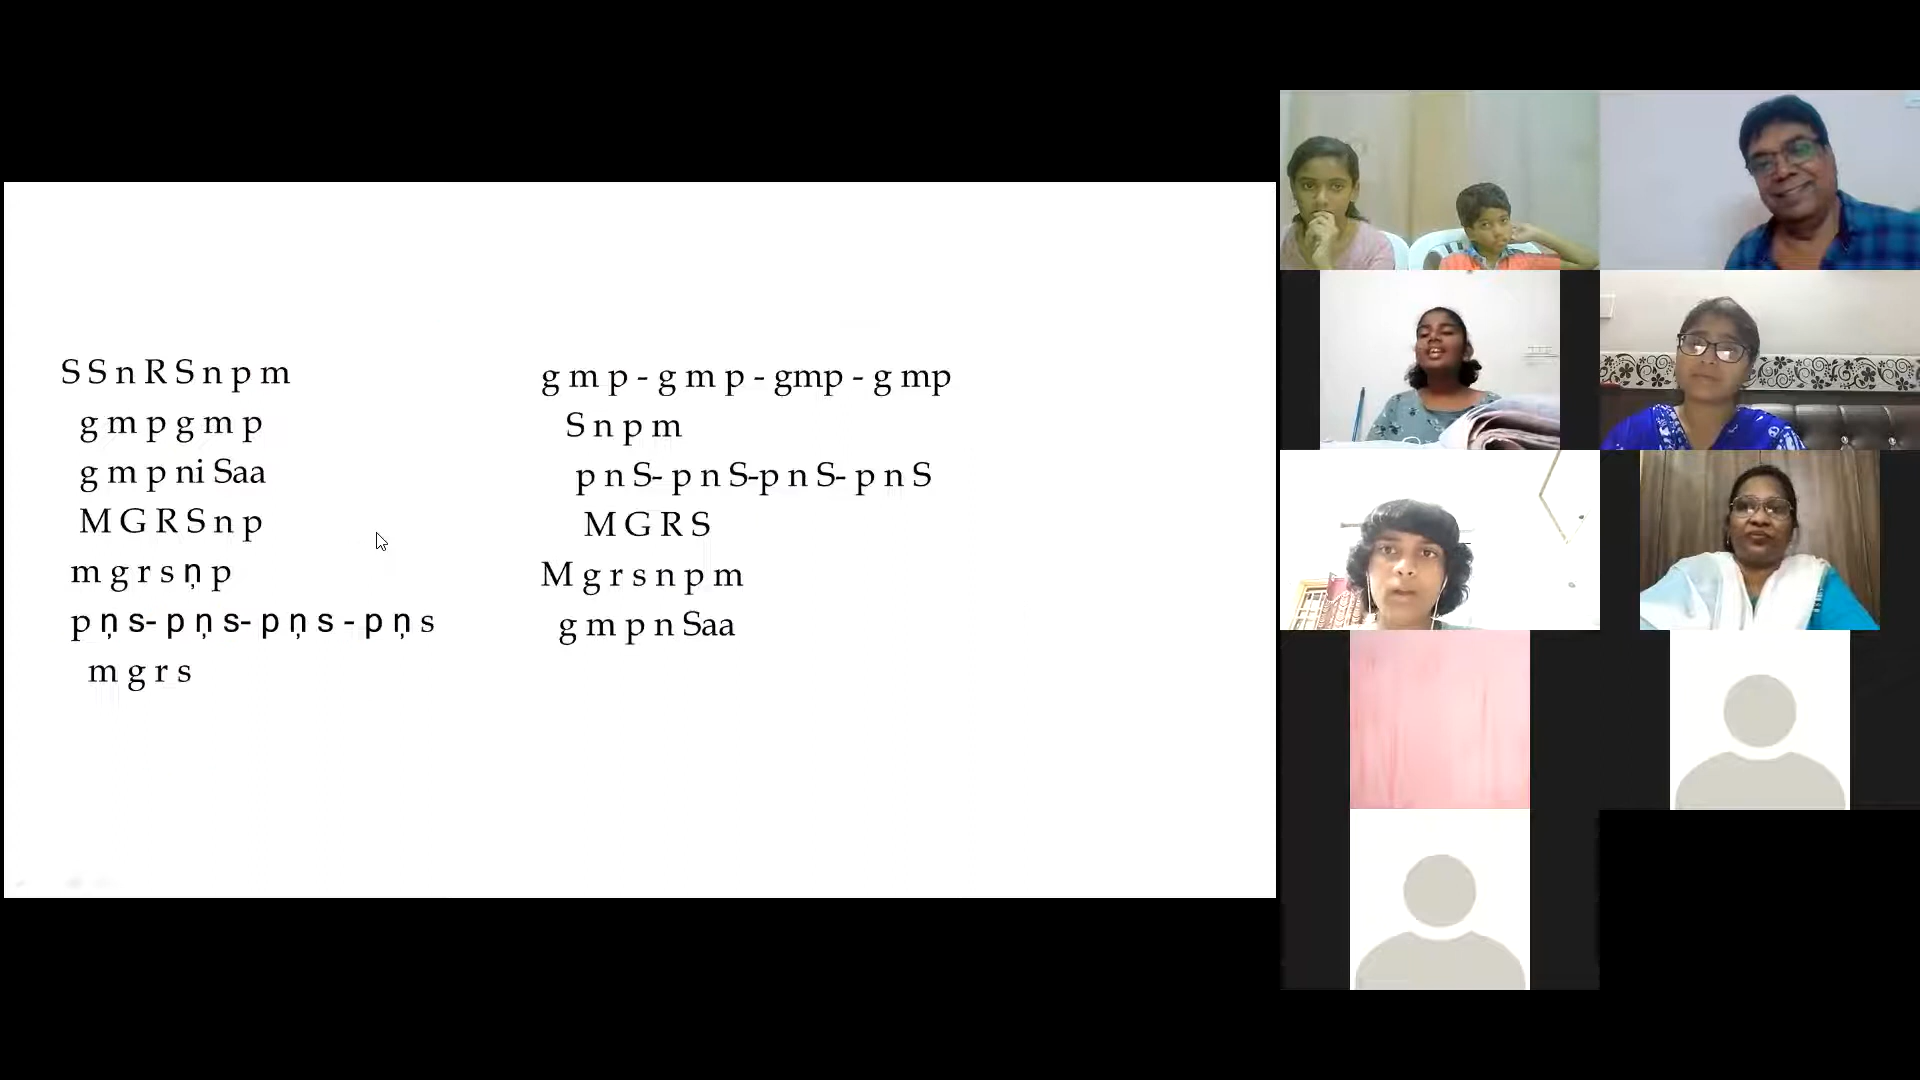 S S n R S n p m
g m p g m p
g m p ni Saa
M G R S n p
m g r s ṇ p
p ṇ s- p ṇ s- p ṇ s - p ṇ s
m g r s
g m p - g m p - gmp - g mp
S n p m
p n S- p n S-p n S- p n S
M G R S
M g r s n p m
g m p n Saa